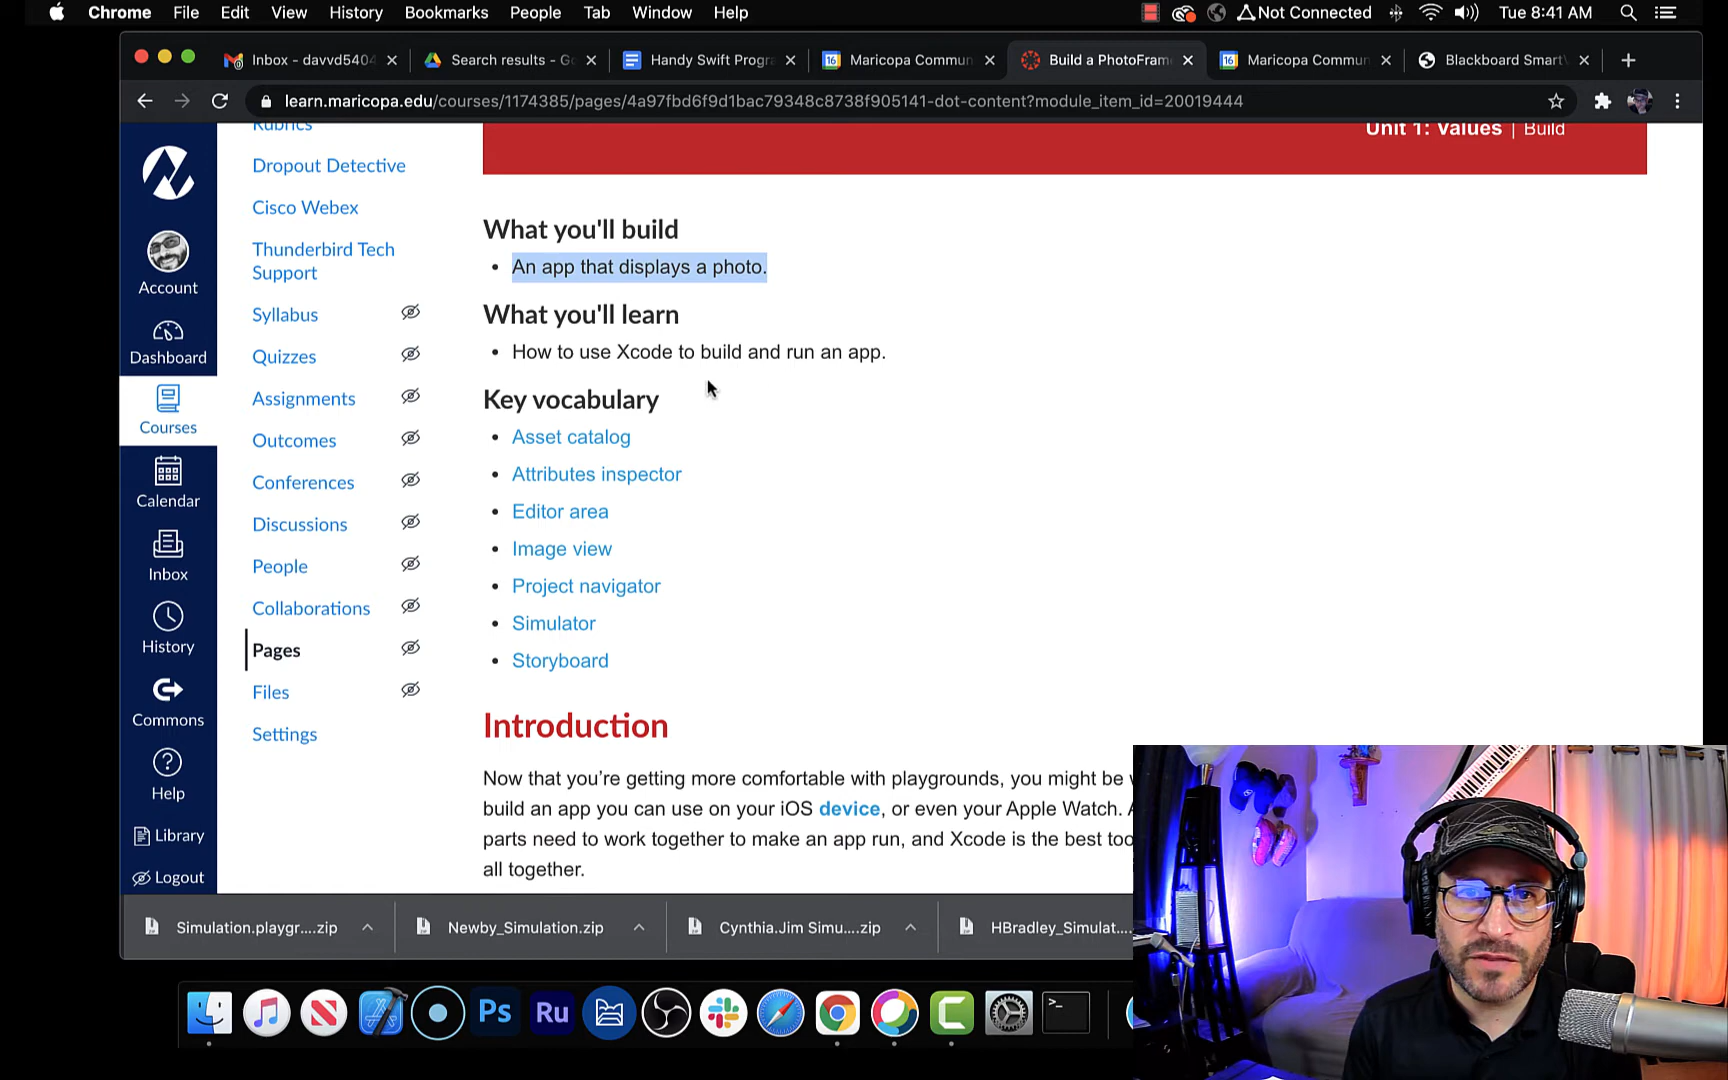 Chrome File Edit View History Bookmarks People Tab Window Help Not Connected Tue 8:41 AM
Inbox - davvd5404 Search results - Go Handy Swift Progra Maricopa Commun Build a PhotoFram Maricopa Commun Blackboard SmartV
learn.maricopa.edu/courses/1174385/pages/4a97fbd6f9d1bac79348c8738f905141-dot-content?module_item_id=20019444
Account
Dashboard
Courses
Calendar
Inbox
History
Commons
Help
Library
Logout
Rubrics
Dropout Detective
Cisco Webex
Thunderbird Tech
Support
Syllabus
Quizzes
Assignments
Outcomes
Conferences
Discussions
People
Collaborations
Pages
Files
Settings
Unit 1: Values | Build
What you'll build
• An app that displays a photo.
What you'll learn
• How to use Xcode to build and run an app.
Key vocabulary
• Asset catalog
• Attributes inspector
• Editor area
• Image view
• Project navigator
• Simulator
• Storyboard
Introduction
Now that you’re getting more comfortable with playgrounds, you might be
build an app you can use on your iOS device, or even your Apple Watch.
parts need to work together to make an app run, and Xcode is the best too
all together.
Simulation.playgr....zip Newby_Simulation.zip Cynthia.Jim Simu....zip HBradley_Simulat...
Ps Ru